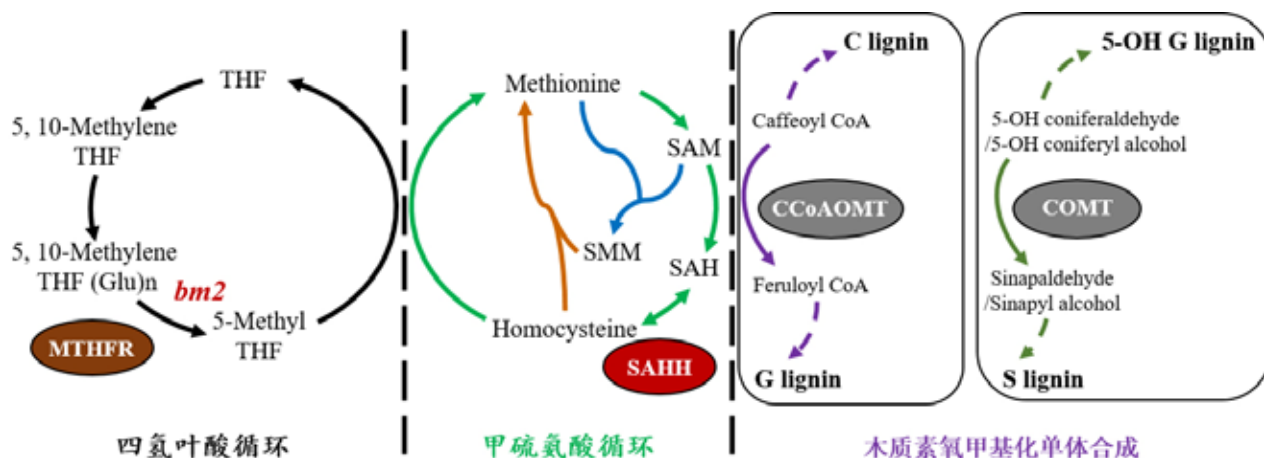 THF
5, 10-Methylene
THF
5, 10-Methylene
THF (Glu)n
bm2
5-Methyl
THF
MTHFR
四氢叶酸循环
Methionine
SAM
SMM
SAH
Homocysteine
SAHH
甲硫氨酸循环
C lignin
Caffeoyl CoA
CCoAOMT
Feruloyl CoA
G lignin
5-OH G lignin
5-OH coniferaldehyde
/5-OH coniferyl alcohol
COMT
Sinapaldehyde
/Sinapyl alcohol
S lignin
木质素氧甲基化单体合成